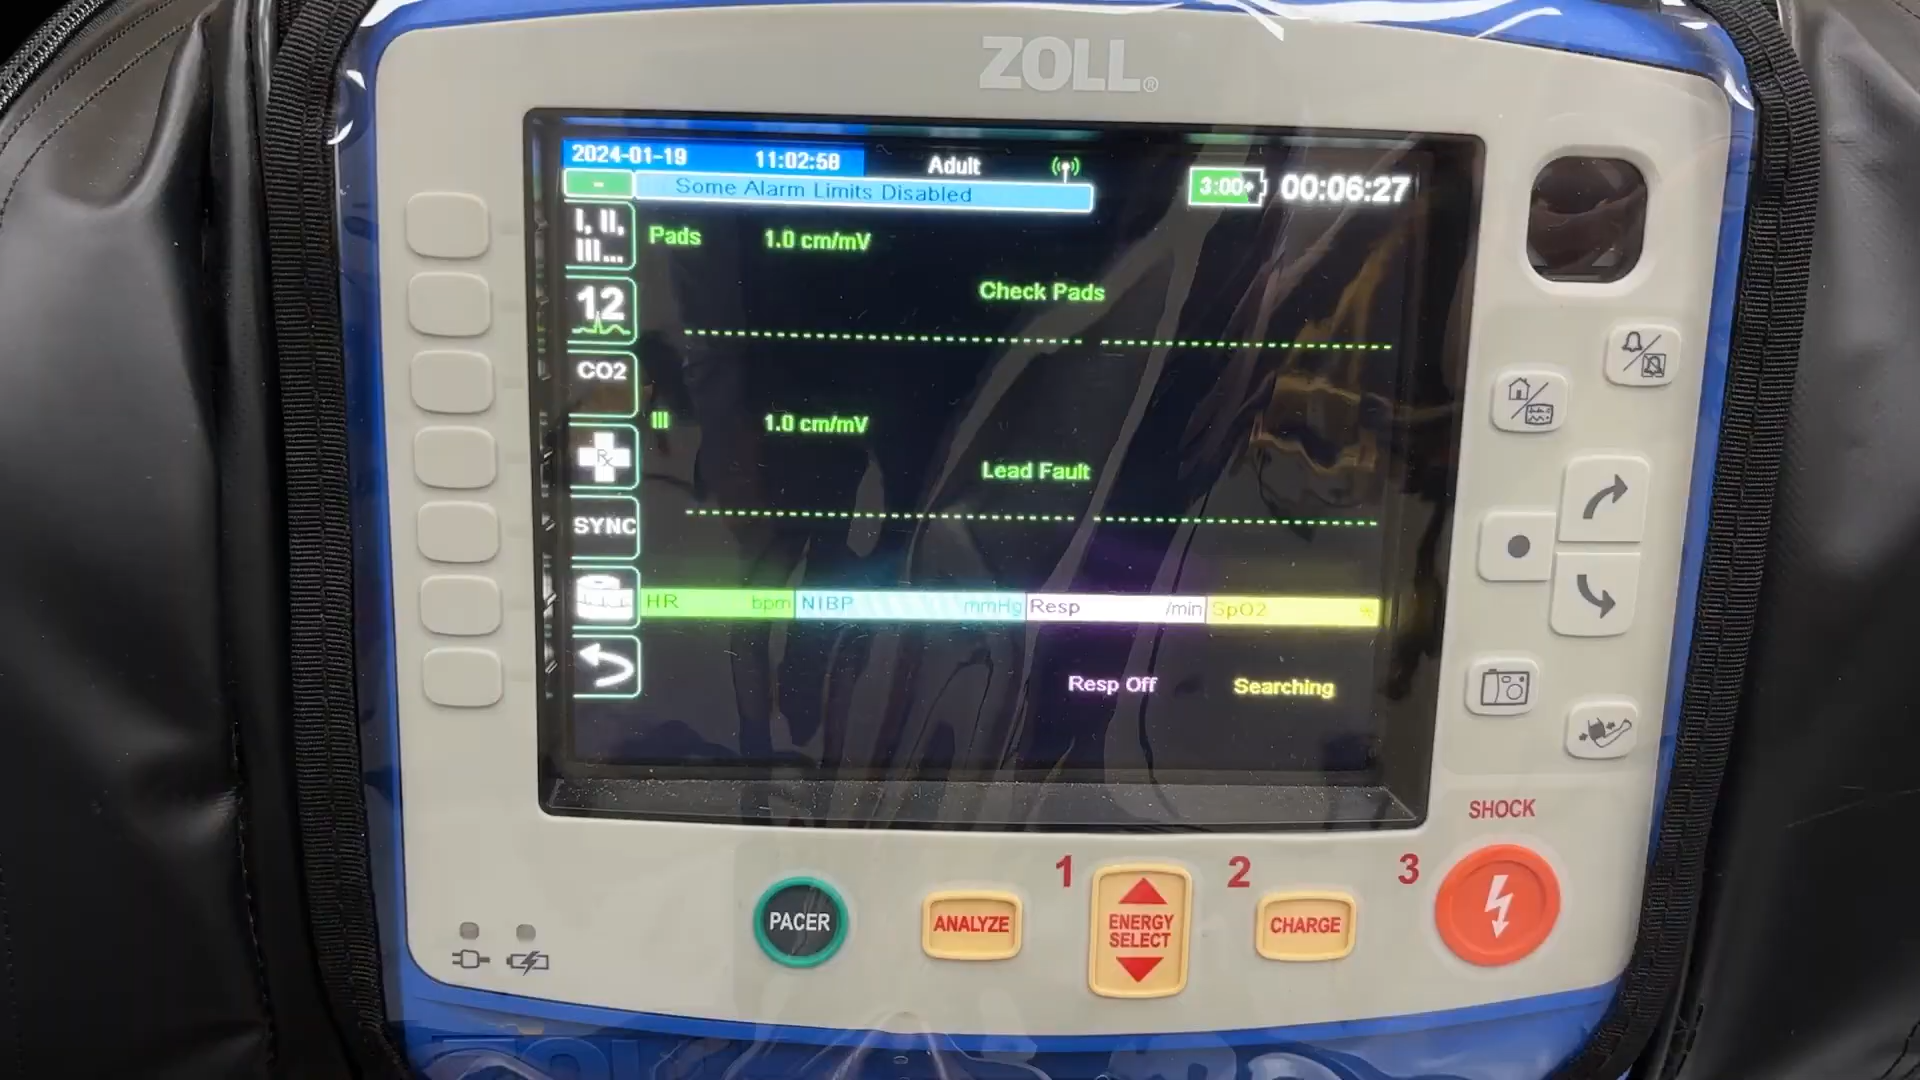 ZOLL®
2024-01-19 11:02:58 Adult 3:00+ 00:06:27
- Some Alarm Limits Disabled
I, II,
III...
Pads 1.0 cm/mV
Check Pads
12
CO2
III 1.0 cm/mV
Rx
Lead Fault
SYNC
HR bpm NIBP mmHg Resp /min SpO2 %
Resp Off Searching
SHOCK
1 2 3
PACER ANALYZE ENERGY
SELECT CHARGE
ZOLL